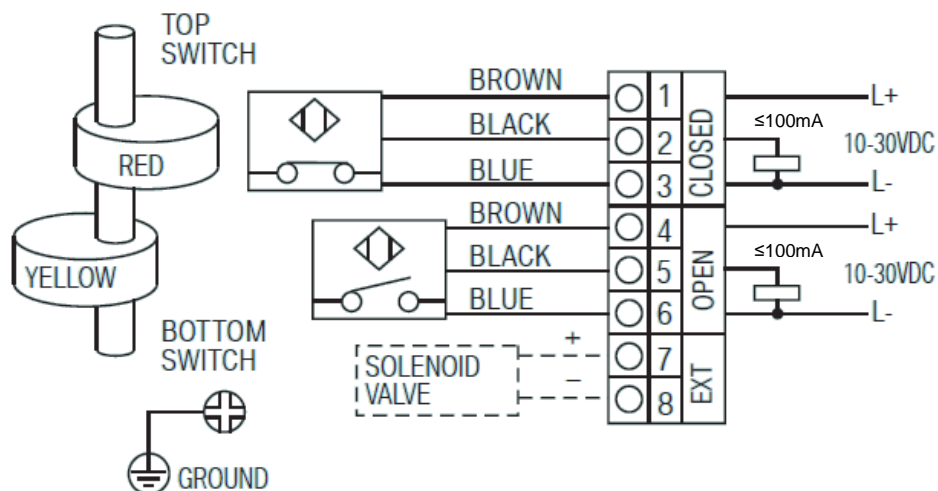 TOP
SWITCH
RED
YELLOW
BOTTOM
SWITCH
GROUND
BROWN
BLACK
BLUE
BROWN
BLACK
BLUE
SOLENOID
VALVE
+
–
1
2
3
4
5
6
7
8
CLOSED
OPEN
EXT
L+
≤100mA
10-30VDC
L-
L+
≤100mA
10-30VDC
L-